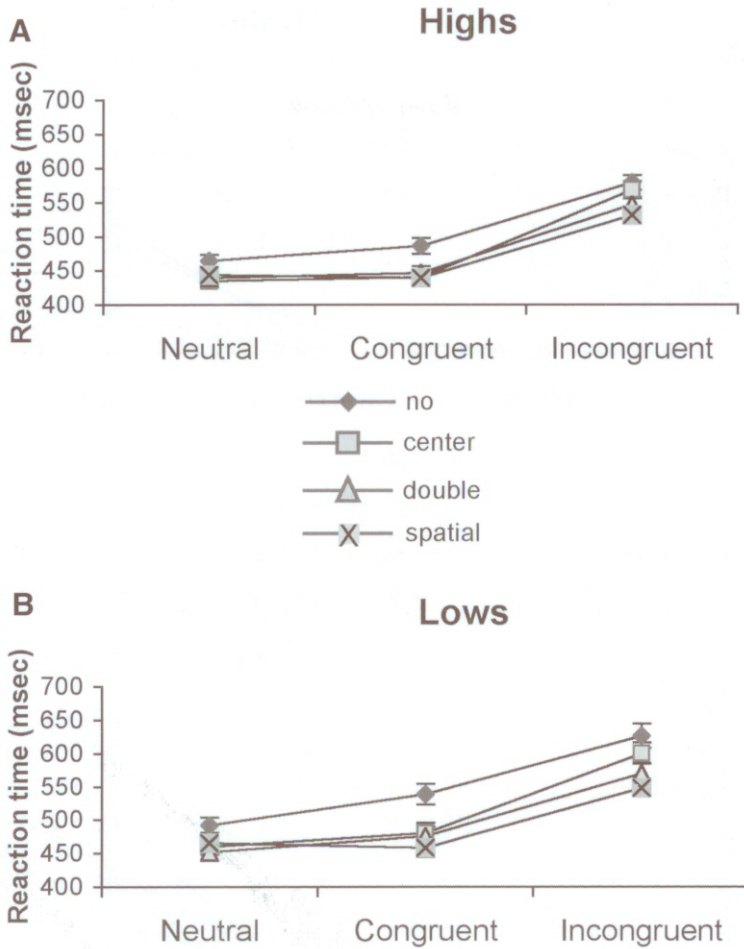 A
Highs
Reaction time (msec)
700
650
600
550
500
450
400
Neutral Congruent Incongruent
no
center
double
spatial
B
Lows
Reaction time (msec)
700
650
600
550
500
450
400
Neutral Congruent Incongruent